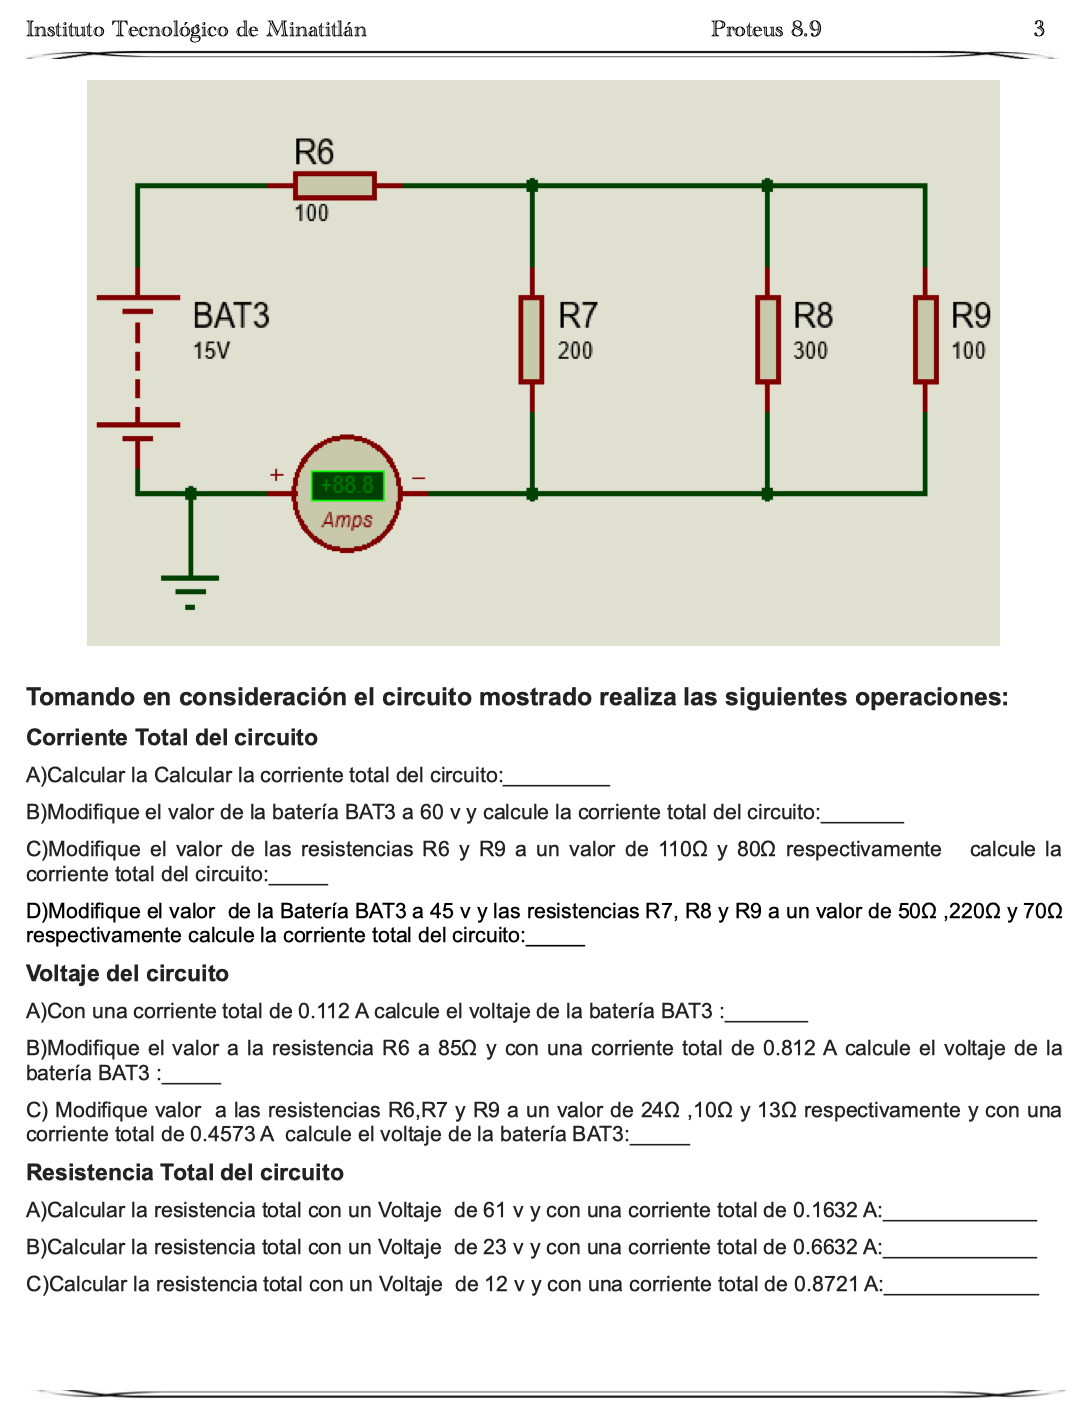 Instituto Tecnológico de Minatitlán Proteus 8.9 3
R6
100
BAT3
15V
R7
200
R8
300
R9
100
+ −
+88.8
Amps
Tomando en consideración el circuito mostrado realiza las siguientes operaciones:
Corriente Total del circuito
A)Calcular la Calcular la corriente total del circuito:_________
B)Modifique el valor de la batería BAT3 a 60 v y calcule la corriente total del circuito:_______
C)Modifique el valor de las resistencias R6 y R9 a un valor de 110Ω y 80Ω respectivamente calcule la
corriente total del circuito:_____
D)Modifique el valor de la Batería BAT3 a 45 v y las resistencias R7, R8 y R9 a un valor de 50Ω ,220Ω y 70Ω
respectivamente calcule la corriente total del circuito:_____
Voltaje del circuito
A)Con una corriente total de 0.112 A calcule el voltaje de la batería BAT3 :_______
B)Modifique el valor a la resistencia R6 a 85Ω y con una corriente total de 0.812 A calcule el voltaje de la
batería BAT3 :_____
C) Modifique valor a las resistencias R6,R7 y R9 a un valor de 24Ω ,10Ω y 13Ω respectivamente y con una
corriente total de 0.4573 A calcule el voltaje de la batería BAT3:_____
Resistencia Total del circuito
A)Calcular la resistencia total con un Voltaje de 61 v y con una corriente total de 0.1632 A:_____________
B)Calcular la resistencia total con un Voltaje de 23 v y con una corriente total de 0.6632 A:_____________
C)Calcular la resistencia total con un Voltaje de 12 v y con una corriente total de 0.8721 A:_____________